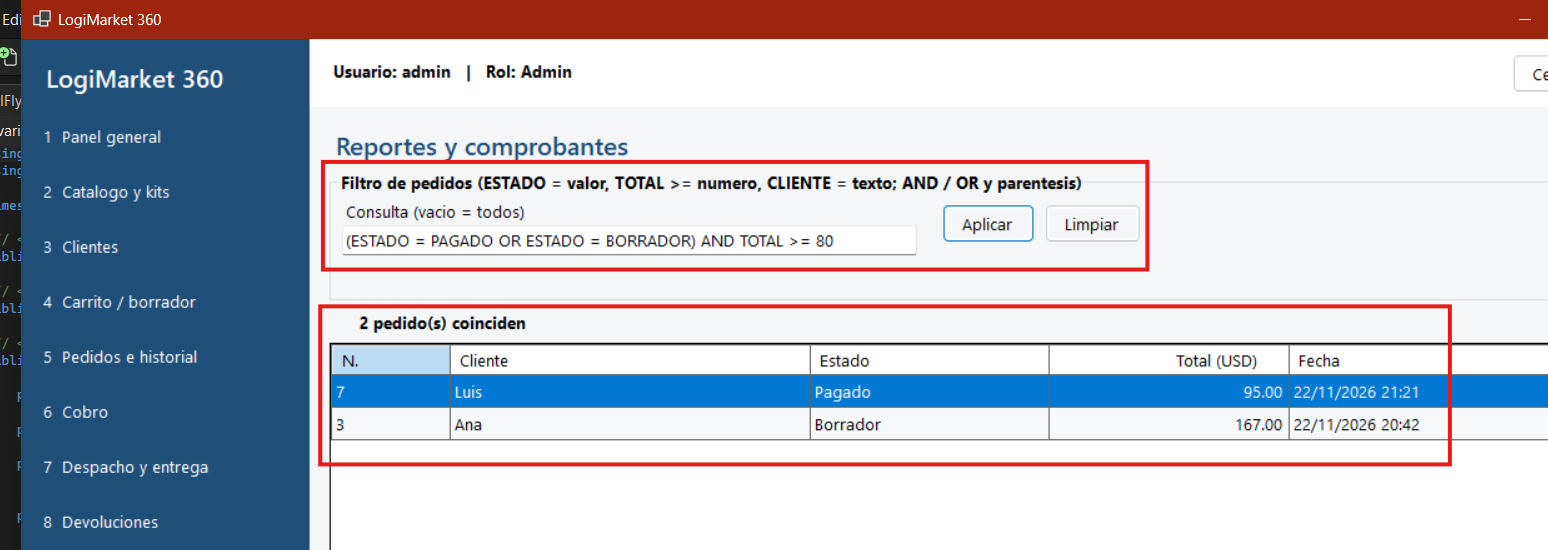 Edi
LogiMarket 360
LogiMarket 360
Usuario: admin | Rol: Admin
Ce
1 Panel general
2 Catalogo y kits
3 Clientes
4 Carrito / borrador
5 Pedidos e historial
6 Cobro
7 Despacho y entrega
8 Devoluciones
Reportes y comprobantes
Filtro de pedidos (ESTADO = valor, TOTAL >= numero, CLIENTE = texto; AND / OR y parentesis)
Consulta (vacio = todos)
(ESTADO = PAGADO OR ESTADO = BORRADOR) AND TOTAL >= 80
Aplicar
Limpiar
2 pedido(s) coinciden
N. Cliente Estado Total (USD) Fecha
7 Luis Pagado 95.00 22/11/2026 21:21
3 Ana Borrador 167.00 22/11/2026 20:42